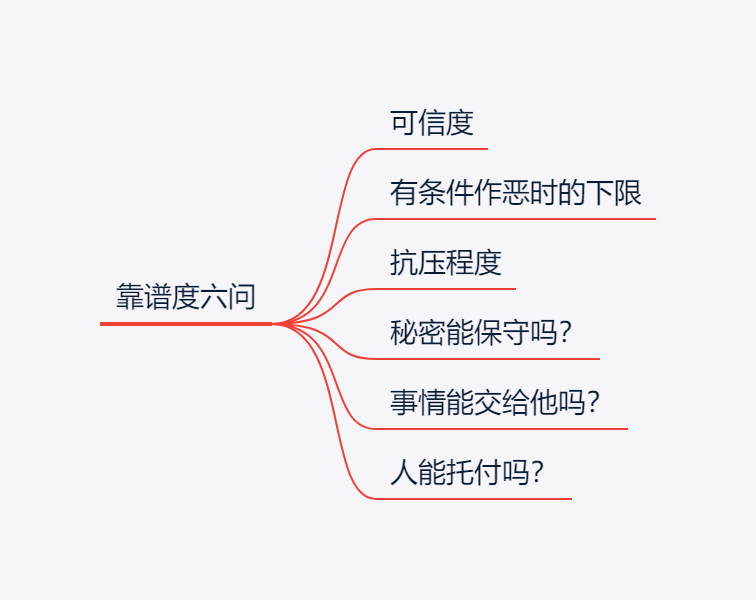 靠谱度六问
可信度
有条件作恶时的下限
抗压程度
秘密能保守吗？
事情能交给他吗？
人能托付吗？